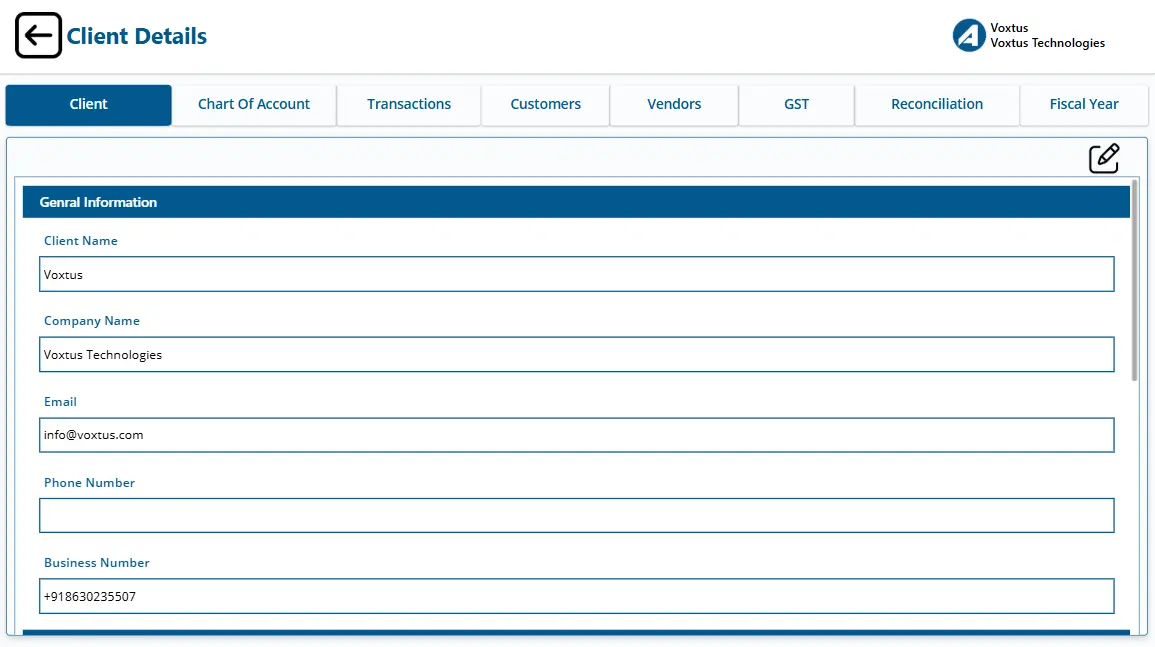 Client Details
Voxtus
Voxtus Technologies
Client
Chart Of Account
Transactions
Customers
Vendors
GST
Reconciliation
Fiscal Year
Genral Information
Client Name
Voxtus
Company Name
Voxtus Technologies
Email
info@voxtus.com
Phone Number
Business Number
+918630235507